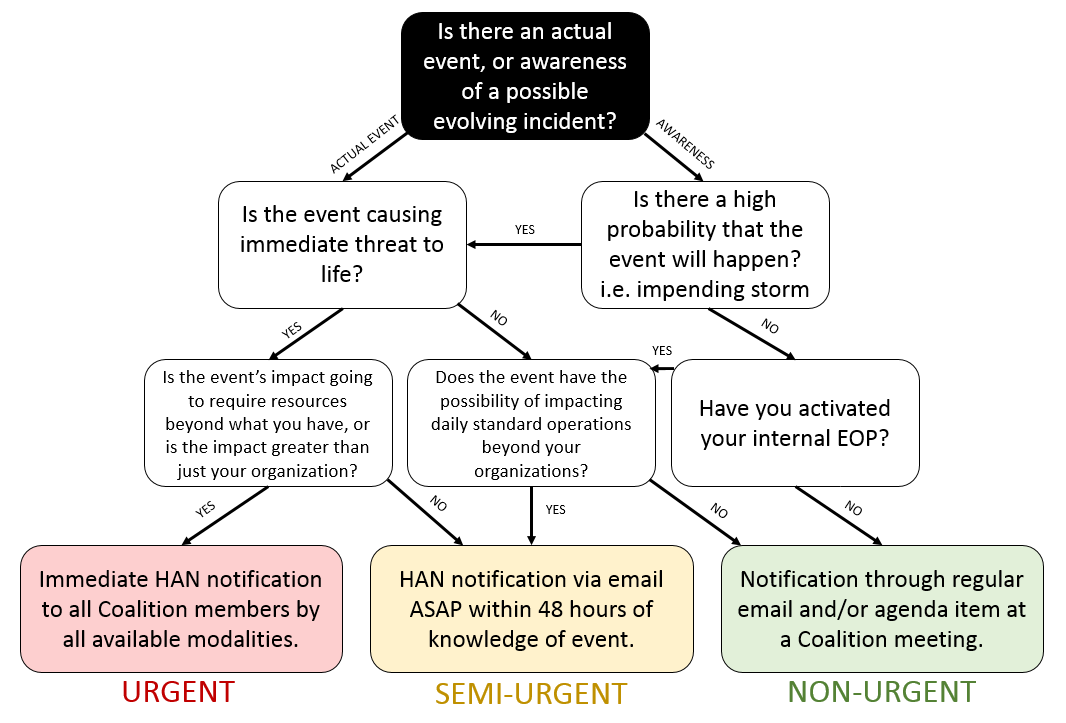 Is there an actual
event, or awareness
of a possible
evolving incident?
ACTUAL EVENT
AWARENESS
Is the event causing
immediate threat to
life?
YES
Is there a high
probability that the
event will happen?
i.e. impending storm
YES
NO
NO
YES
Is the event’s impact going
to require resources
beyond what you have, or
is the impact greater than
just your organization?
Does the event have the
possibility of impacting
daily standard operations
beyond your
organizations?
Have you activated
your internal EOP?
YES
NO
YES
NO
NO
Immediate HAN notification
to all Coalition members by
all available modalities.
HAN notification via email
ASAP within 48 hours of
knowledge of event.
Notification through regular
email and/or agenda item at
a Coalition meeting.
URGENT
SEMI-URGENT
NON-URGENT